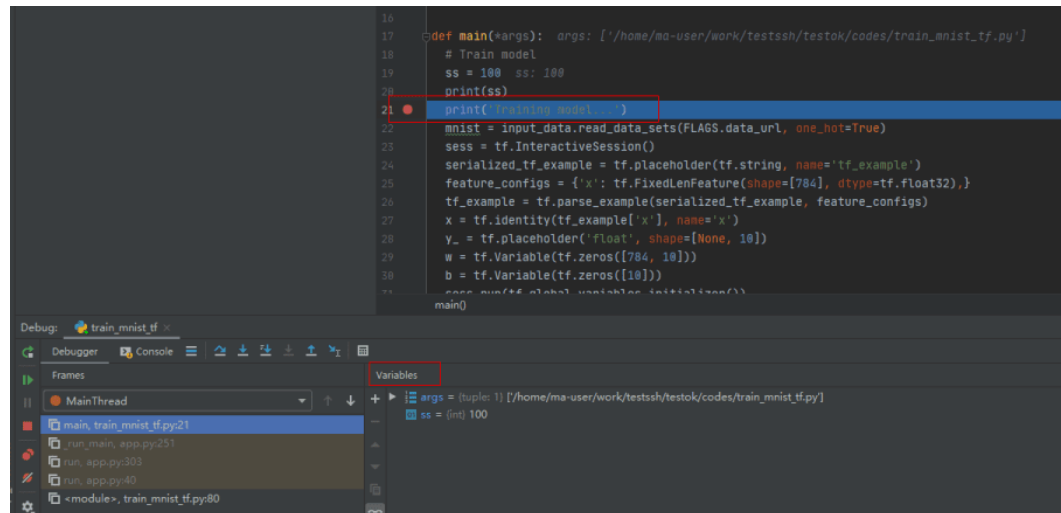 16
17 def main(*args): args: ['/home/ma-user/work/testssh/testok/codes/train_mnist_tf.py']
18 # Train model
19 ss = 100 ss: 100
20 print(ss)
21 print('Training model...')
22 mnist = input_data.read_data_sets(FLAGS.data_url, one_hot=True)
23 sess = tf.InteractiveSession()
24 serialized_tf_example = tf.placeholder(tf.string, name='tf_example')
25 feature_configs = {'x': tf.FixedLenFeature(shape=[784], dtype=tf.float32),}
26 tf_example = tf.parse_example(serialized_tf_example, feature_configs)
27 x = tf.identity(tf_example['x'], name='x')
28 y_ = tf.placeholder('float', shape=[None, 10])
29 w = tf.Variable(tf.zeros([784, 10]))
30 b = tf.Variable(tf.zeros([10]))
31 sess.run(tf.global_variables_initializer())
main()
Debug: train_mnist_tf ×
Debugger Console
Frames Variables
MainThread
args = {tuple: 1} ['/home/ma-user/work/testssh/testok/codes/train_mnist_tf.py']
ss = {int} 100
main, train_mnist_tf.py:21
_run_main, app.py:251
run, app.py:303
run, app.py:40
<module>, train_mnist_tf.py:80